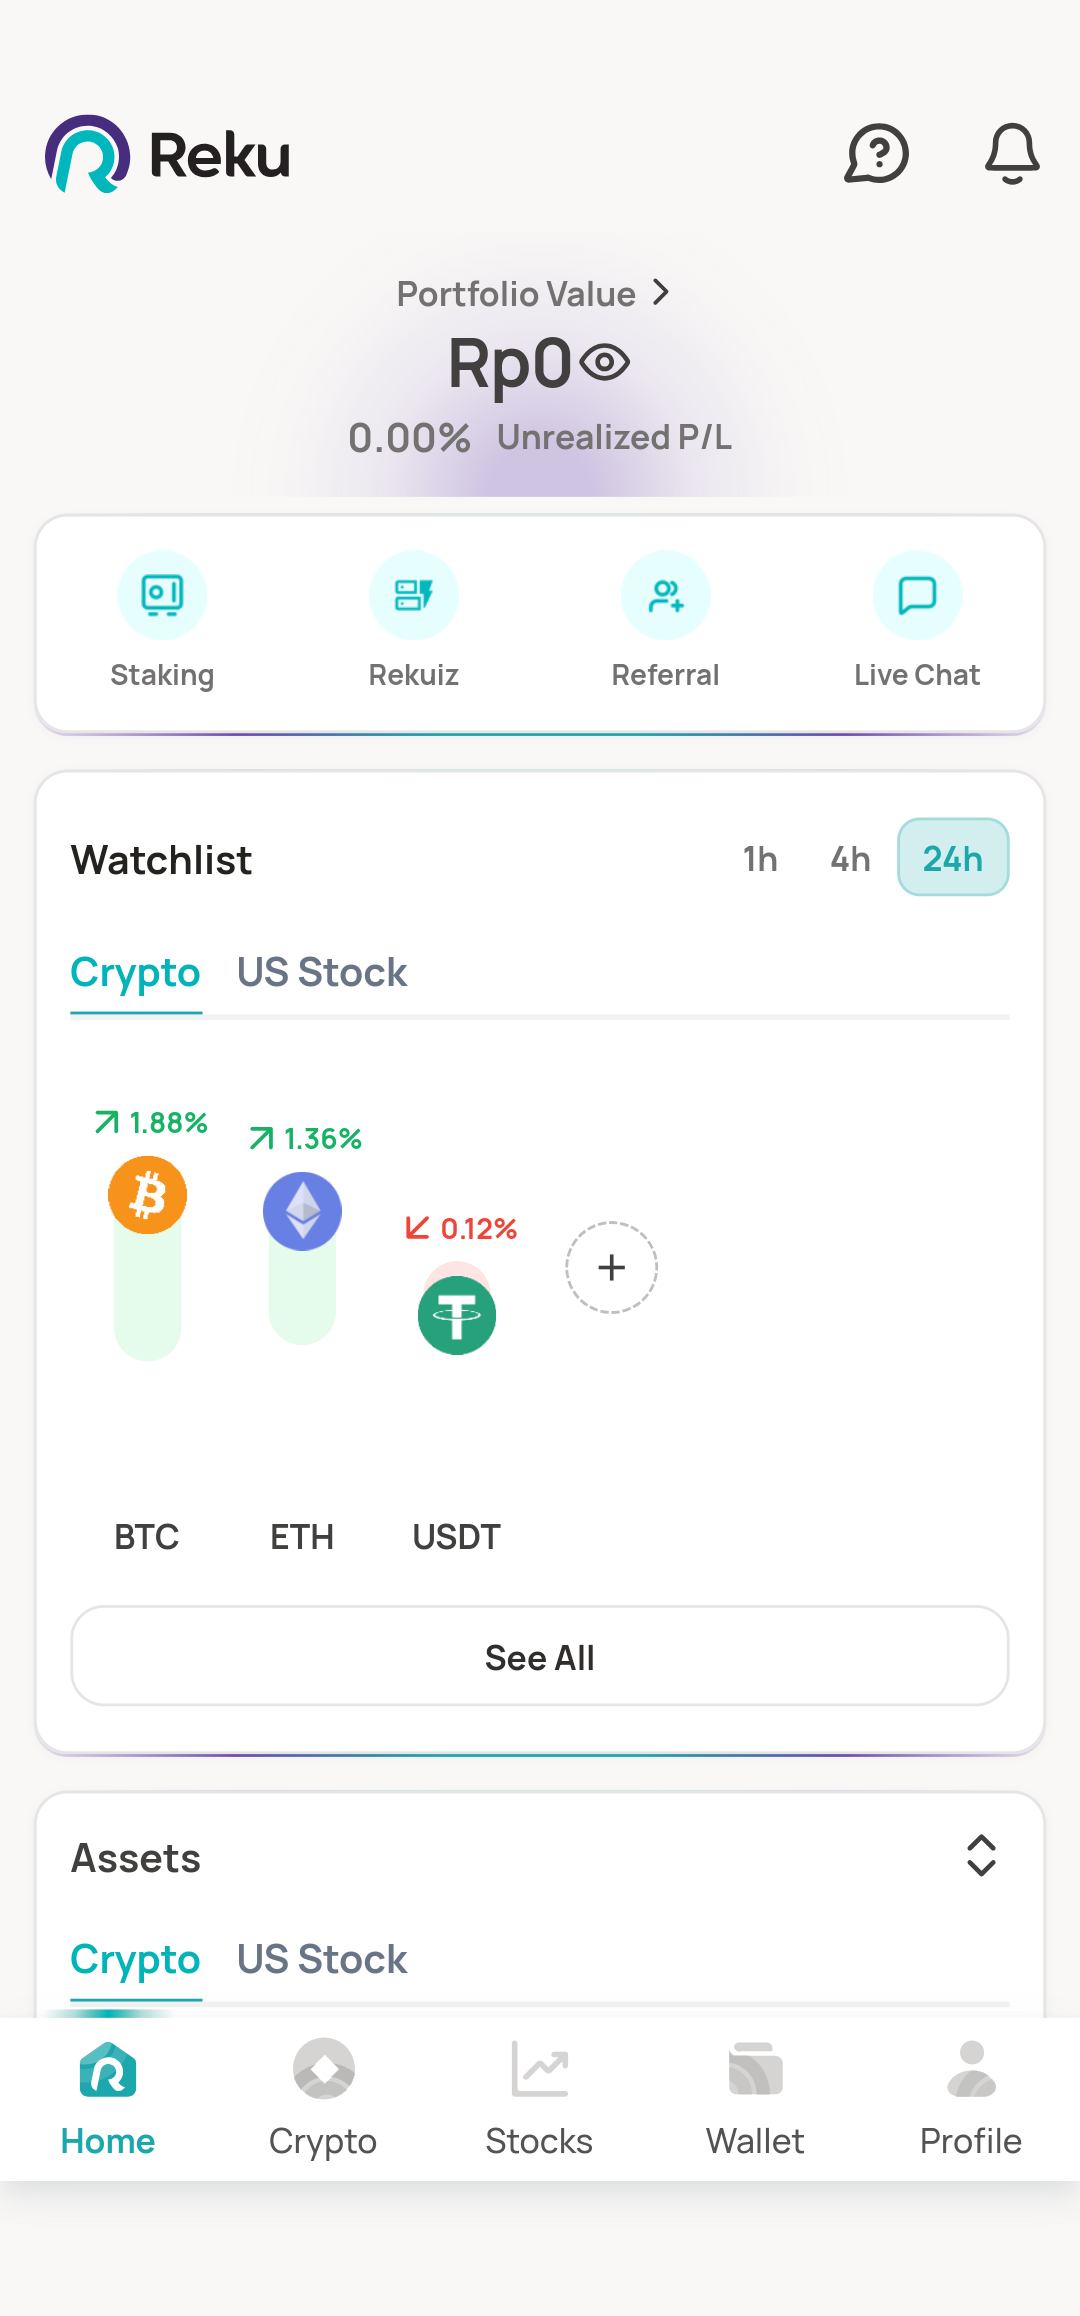 Reku
Portfolio Value
Rp0
0.00% Unrealized P/L
Staking Rekuiz Referral Live Chat
Watchlist 1h 4h 24h
Crypto US Stock
1.88% 1.36%
0.12%
BTC ETH USDT
See All
Assets
Crypto US Stock
Home Crypto Stocks Wallet Profile